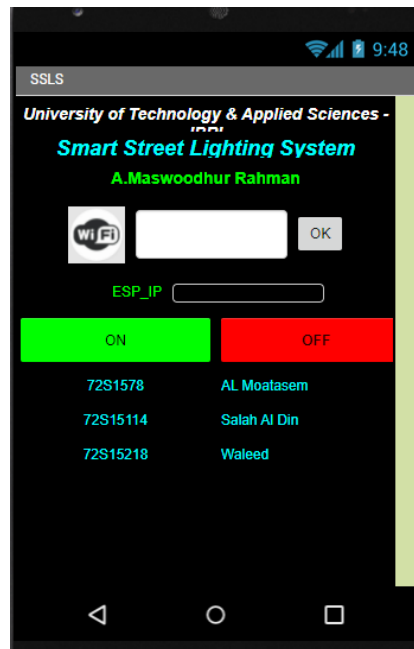 9:48
SSLS
University of Technology & Applied Sciences -
Smart Street Lighting System
A.Maswoodhur Rahman
WiFi OK
ESP_IP
ON OFF
72S1578 AL Moatasem
72S15114 Salah Al Din
72S15218 Waleed